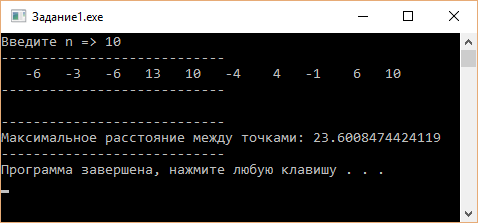 Задание1.exe
Введите n => 10
----------------------------
-6 -3 -6 13 10 -4 4 -1 6 10
----------------------------
----------------------------
Максимальное расстояние между точками: 23.6008474424119
----------------------------
Программа завершена, нажмите любую клавишу . . .